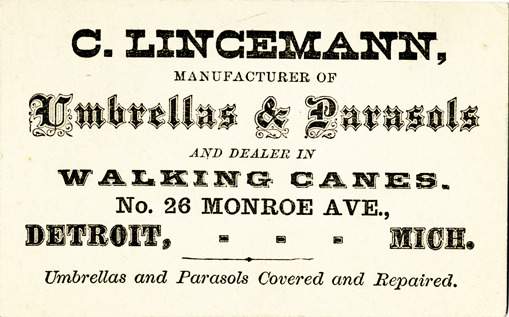 C. LINCEMANN,
MANUFACTURER OF
Umbrellas & Parasols
AND DEALER IN
WALKING CANES.
No. 26 MONROE AVE.,
DETROIT, - - - MICH.
Umbrellas and Parasols Covered and Repaired.